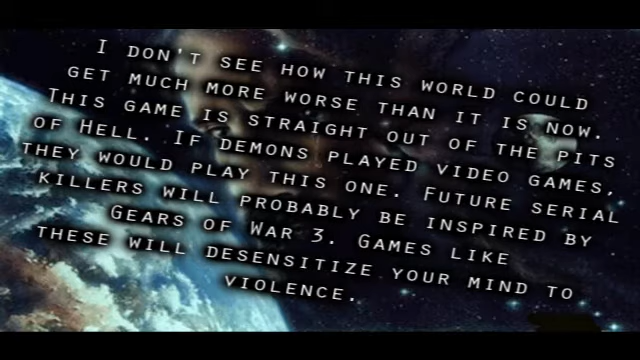 I don't see how this world could
get much more worse than it is now.
This game is straight out of the pits
of Hell. If demons played video games,
they would play this one. Future serial
killers will probably be inspired by
Gears of War 3. Games like
these will desensitize your mind to
violence.